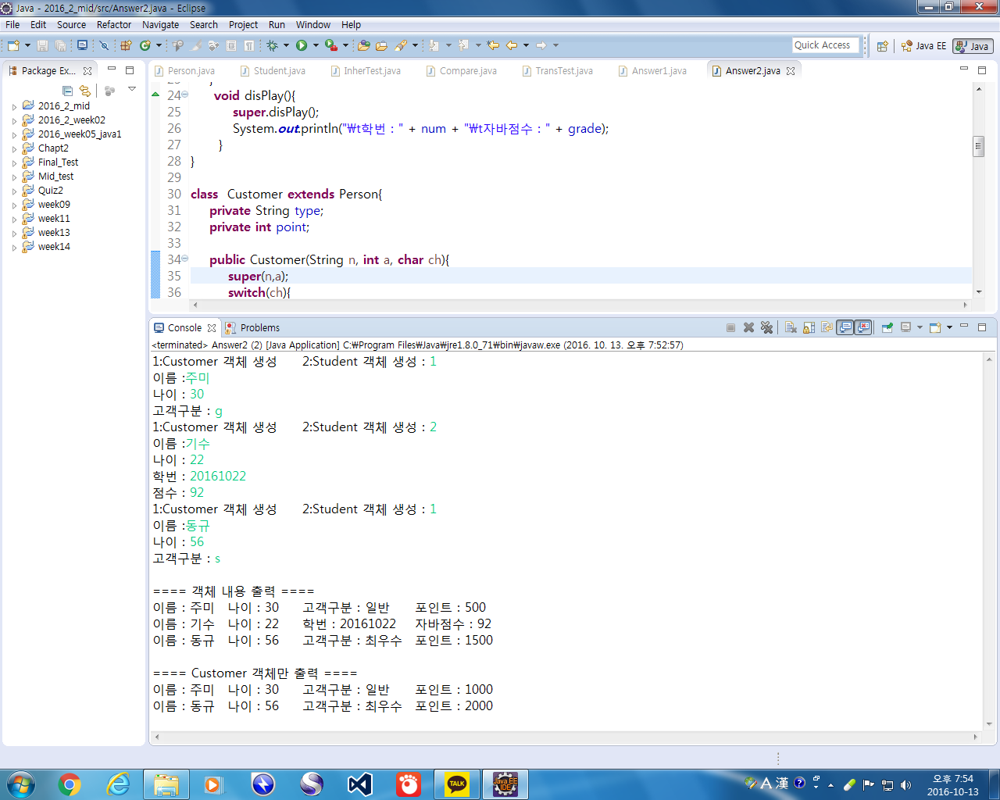 Java - 2016_2_mid/src/Answer2.java - Eclipse
File Edit Source Refactor Navigate Search Project Run Window Help
Quick Access Java EE Java
Package Ex...
2016_2_mid
2016_2_week02
2016_week05_java1
Chapt2
Final_Test
Mid_test
Quiz2
week09
week11
week13
week14
Person.java Student.java InherTest.java Compare.java TransTest.java Answer1.java Answer2.java
24 void disPlay(){
25 super.disPlay();
26 System.out.println("₩t학번 : " + num + "₩t자바점수 : " + grade);
27 }
28 }
29
30 class Customer extends Person{
31 private String type;
32 private int point;
33
34 public Customer(String n, int a, char ch){
35 super(n,a);
36 switch(ch){
Console Problems
<terminated> Answer2 (2) [Java Application] C:₩Program Files₩Java₩jre1.8.0_71₩bin₩javaw.exe (2016. 10. 13. 오후 7:52:57)
1:Customer 객체 생성 2:Student 객체 생성 : 1
이름 :주미
나이 : 30
고객구분 : g
1:Customer 객체 생성 2:Student 객체 생성 : 2
이름 :기수
나이 : 22
학번 : 20161022
점수 : 92
1:Customer 객체 생성 2:Student 객체 생성 : 1
이름 :동규
나이 : 56
고객구분 : s
==== 객체 내용 출력 ====
이름 : 주미 나이 : 30 고객구분 : 일반 포인트 : 500
이름 : 기수 나이 : 22 학번 : 20161022 자바점수 : 92
이름 : 동규 나이 : 56 고객구분 : 최우수 포인트 : 1500
==== Customer 객체만 출력 ====
이름 : 주미 나이 : 30 고객구분 : 일반 포인트 : 1000
이름 : 동규 나이 : 56 고객구분 : 최우수 포인트 : 2000
TALK
Java EE
IDE
A 漢
오후 7:54
2016-10-13